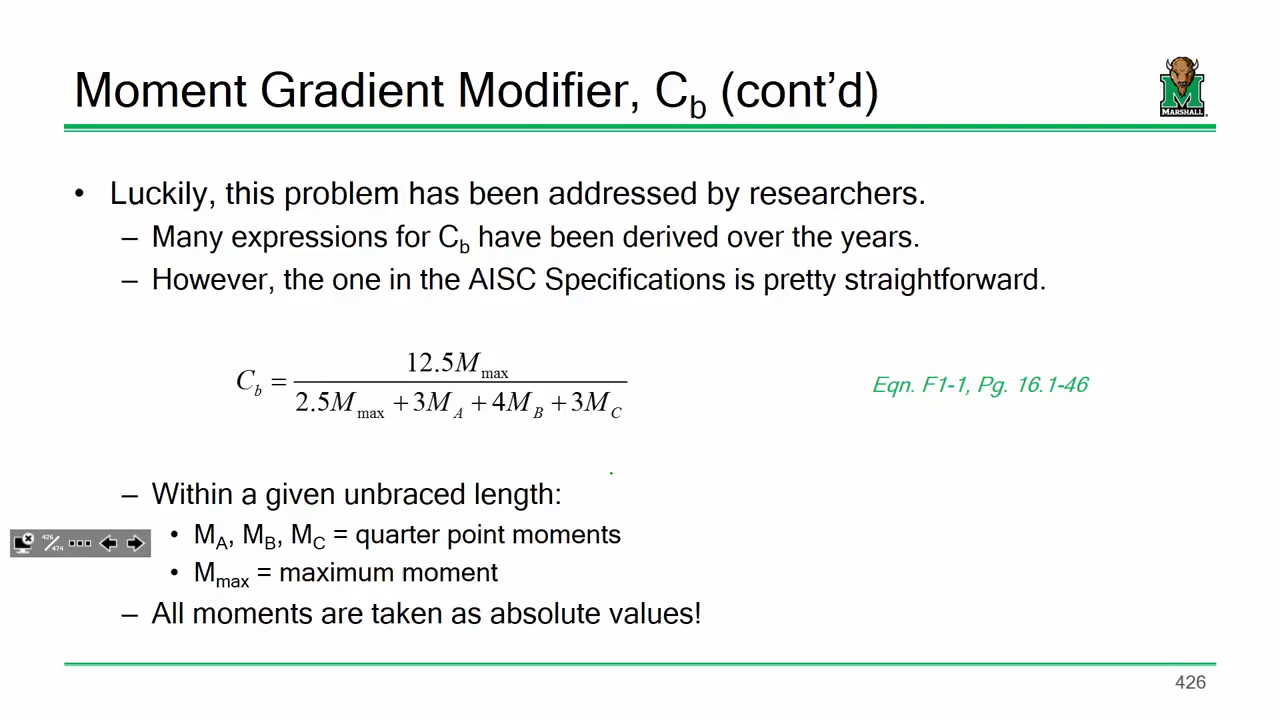 Moment Gradient Modifier, C_b (cont'd)
MARSHALL
• Luckily, this problem has been addressed by researchers.
– Many expressions for C_b have been derived over the years.
– However, the one in the AISC Specifications is pretty straightforward.
C_b = 12.5M_max / (2.5M_max + 3M_A + 4M_B + 3M_C)
Eqn. F1-1, Pg. 16.1-46
– Within a given unbraced length:
• M_A, M_B, M_C = quarter point moments
426/474
• M_max = maximum moment
– All moments are taken as absolute values!
426